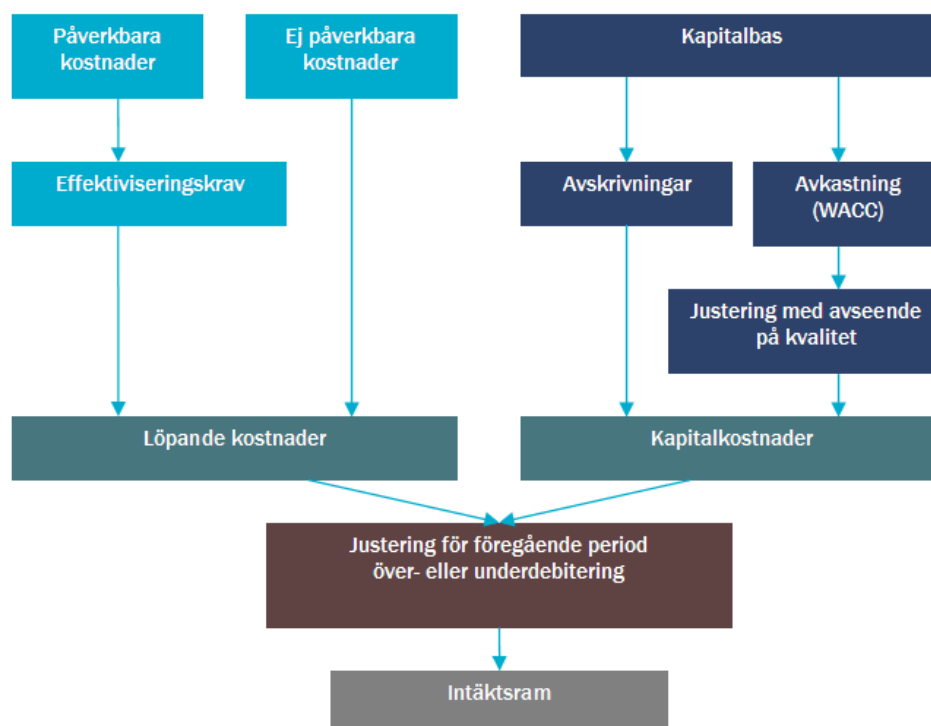 Påverkbara
kostnader
Ej påverkbara
kostnader
Kapitalbas
Effektiviseringskrav
Avskrivningar
Avkastning
(WACC)
Justering med avseende
på kvalitet
Löpande kostnader
Kapitalkostnader
Justering för föregående period
över- eller underdebitering
Intäktsram